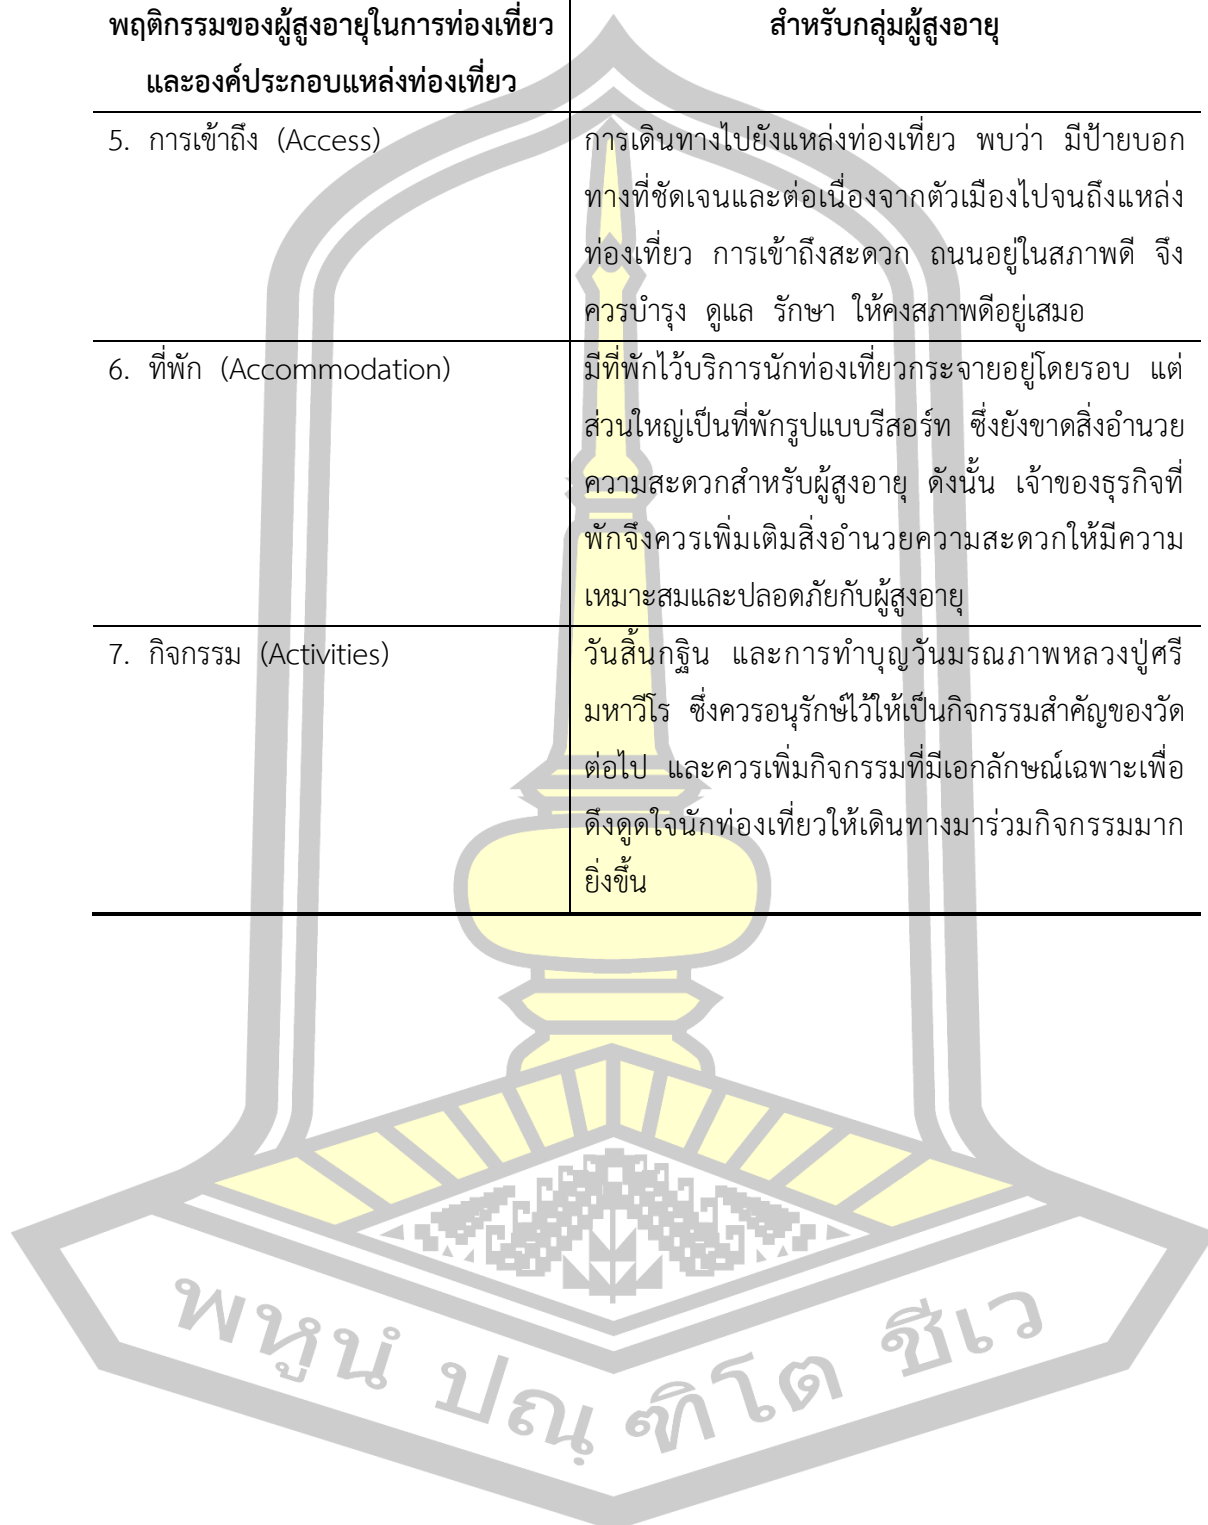 พฤติกรรมของผู้สูงอายุในการท่องเที่ยว
และองค์ประกอบแหล่งท่องเที่ยว
สำหรับกลุ่มผู้สูงอายุ
5. การเข้าถึง (Access)
การเดินทางไปยังแหล่งท่องเที่ยว พบว่า มีป้ายบอก
ทางที่ชัดเจนและต่อเนื่องจากตัวเมืองไปจนถึงแหล่ง
ท่องเที่ยว การเข้าถึงสะดวก ถนนอยู่ในสภาพดี จึง
ควรบำรุง ดูแล รักษา ให้คงสภาพดีอยู่เสมอ
6. ที่พัก (Accommodation)
มีที่พักไว้บริการนักท่องเที่ยวกระจายอยู่โดยรอบ แต่
ส่วนใหญ่เป็นที่พักรูปแบบรีสอร์ท ซึ่งยังขาดสิ่งอำนวย
ความสะดวกสำหรับผู้สูงอายุ ดังนั้น เจ้าของธุรกิจที่
พักจึงควรเพิ่มเติมสิ่งอำนวยความสะดวกให้มีความ
เหมาะสมและปลอดภัยกับผู้สูงอายุ
7. กิจกรรม (Activities)
วันสิ้นกฐิน และการทำบุญวันมรณภาพหลวงปู่ศรี
มหาวีโร ซึ่งควรอนุรักษ์ไว้ให้เป็นกิจกรรมสำคัญของวัด
ต่อไป และควรเพิ่มกิจกรรมที่มีเอกลักษณ์เฉพาะเพื่อ
ดึงดูดใจนักท่องเที่ยวให้เดินทางมาร่วมกิจกรรมมาก
ยิ่งขึ้น
พหูนํ ปณฺฑิโต ชีเว